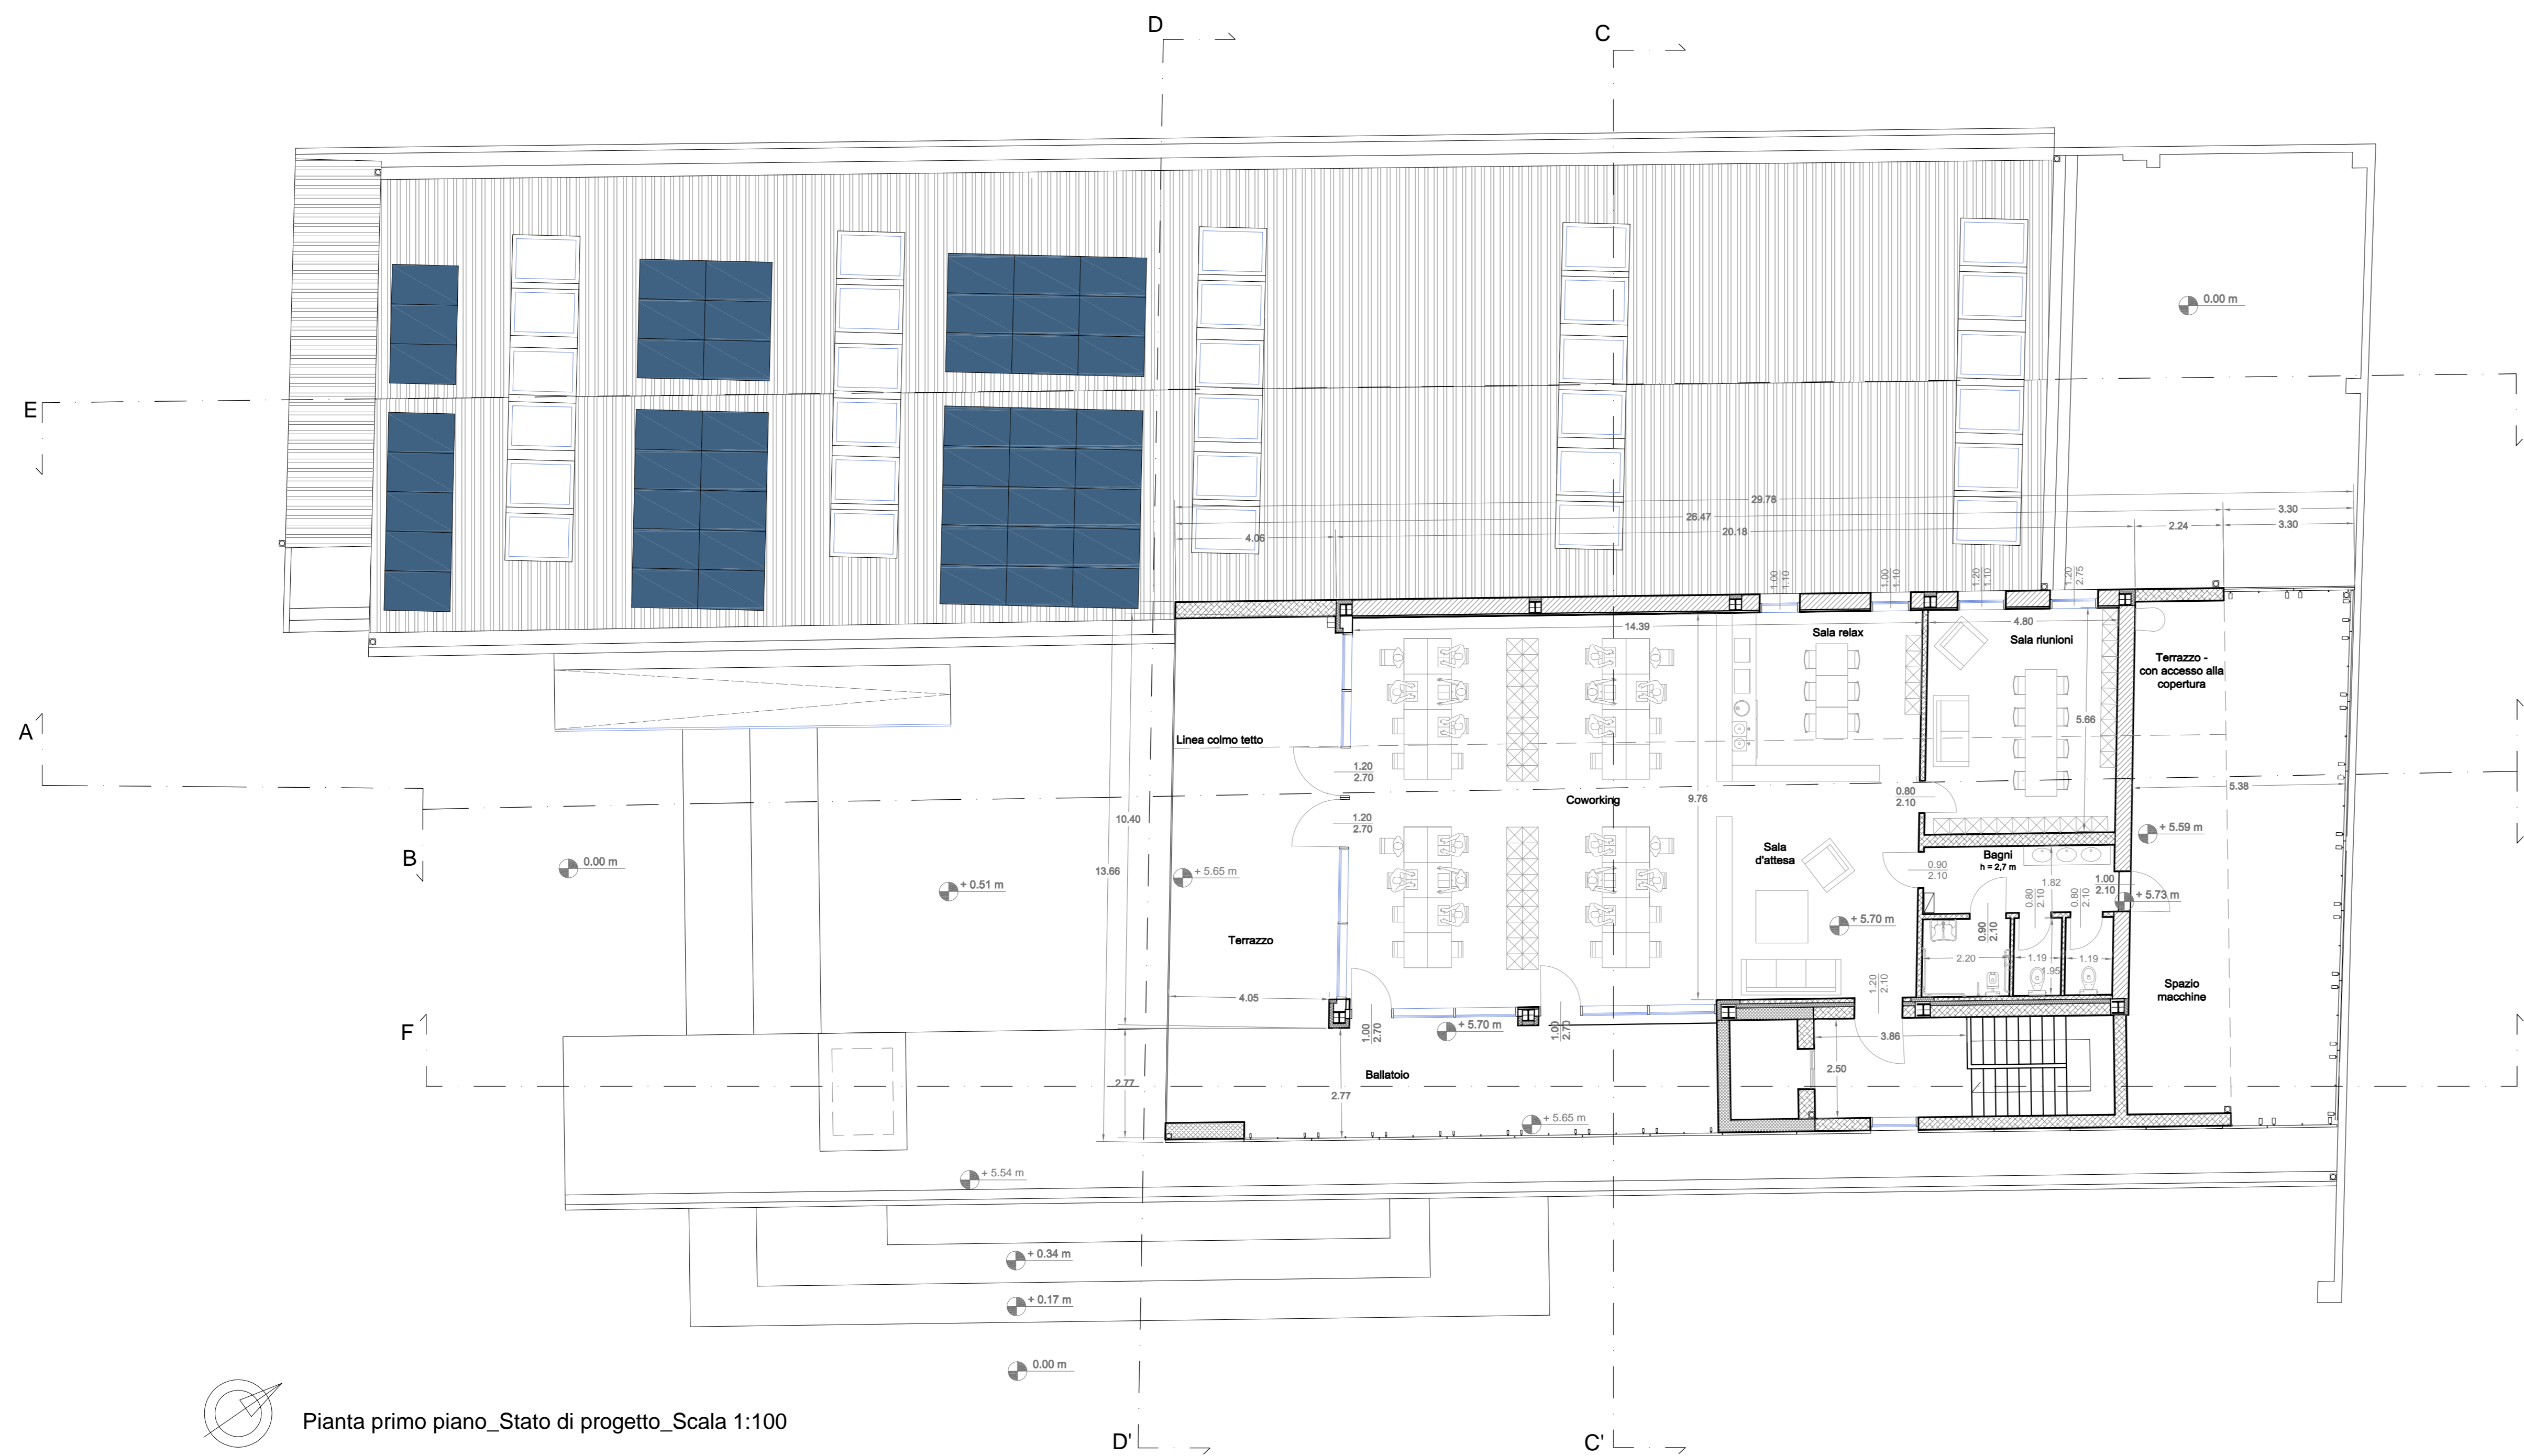 D
C
0.00 m
E
29.78
26.47
3.30
4.06
20.18
2.24
3.30
1.00
1.10
1.00
1.10
1.20
1.10
1.20
2.75
14.39
4.80
Sala relax
Sala riunioni
Terrazzo -
con accesso alla
copertura
A
Linea colmo tetto
5.66
1.20
2.70
5.38
Coworking
9.76
0.80
2.10
10.40
1.20
2.70
+ 5.59 m
B
0.00 m
13.66
+ 5.65 m
Sala
d'attesa
Bagni
h = 2,7 m
0.90
2.10
1.82
1.00
2.10
+ 0.51 m
0.80
2.10
0.80
2.10
+ 5.73 m
+ 5.70 m
0.90
2.10
Terrazzo
2.20
1.19
1.19
1.95
1.20
2.10
Spazio
macchine
4.05
F
1.00
2.70
+ 5.70 m
1.00
2.70
3.86
2.77
Ballatoio
2.50
2.77
+ 5.65 m
+ 5.54 m
+ 0.34 m
+ 0.17 m
0.00 m
Pianta primo piano_Stato di progetto_Scala 1:100
D'
C'